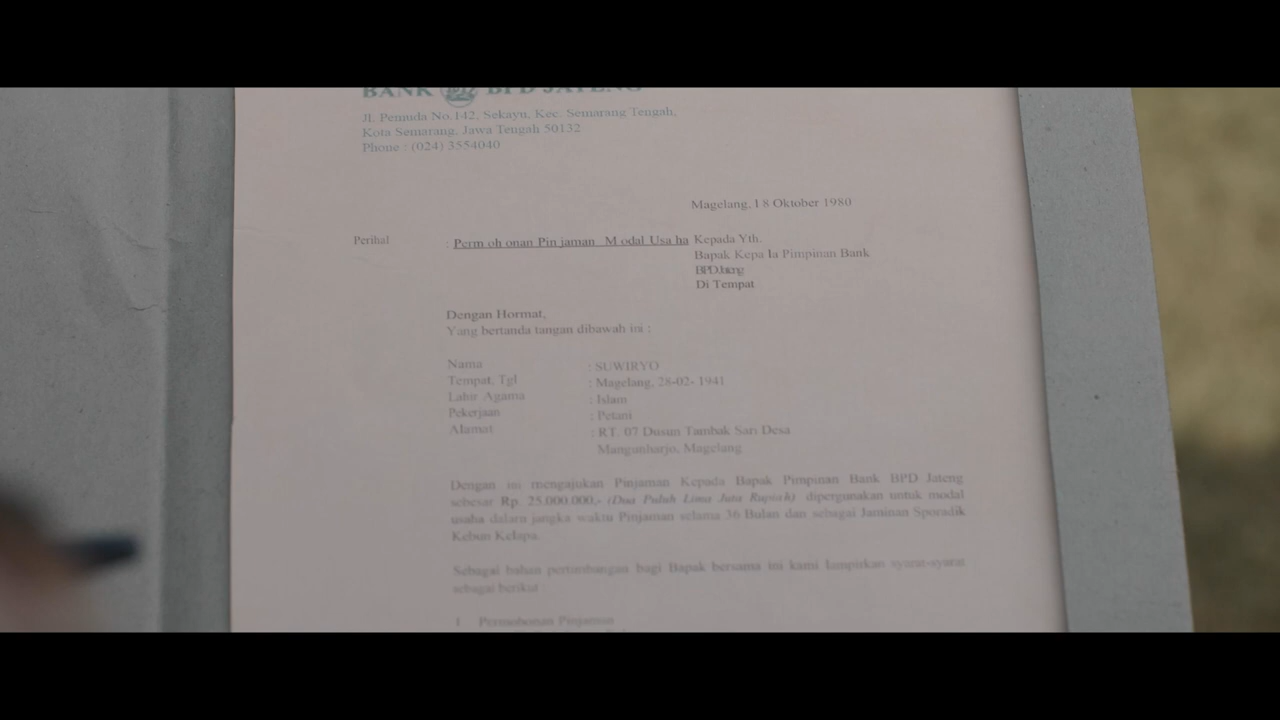 BANK BPD JATENG
Jl. Pemuda No.142, Sekayu, Kec. Semarang Tengah,
Kota Semarang, Jawa Tengah 50132
Phone : (024) 3554040
Magelang, 18 Oktober 1980
Perihal : Perm oh onan Pin jaman M odal Usa ha Kepada Yth.
Bapak Kepa la Pimpinan Bank
BPD Jateng
Di Tempat
Dengan Hormat,
Yang bertanda tangan dibawah ini :
Nama : SUWIRYO
Tempat, Tgl : Magelang, 28-02- 1941
Lahir Agama : Islam
Pekerjaan : Petani
Alamat : RT. 07 Dusun Tambak Sari Desa
Mangunharjo, Magelang
Dengan ini mengajukan Pinjaman Kepada Bapak Pimpinan Bank BPD Jateng
sebesar Rp 25.000.000,- (Dua Puluh Lima Juta Rupiah) dipergunakan untuk modal
usaha dalam jangka waktu Pinjaman selama 36 Bulan dan sebagai Jaminan Sporadik
Kebun Kelapa.
Sebagai bahan pertimbangan bagi Bapak bersama ini kami lampirkan syarat-syarat
sebagai berikut
1 Permohonan Pinjaman